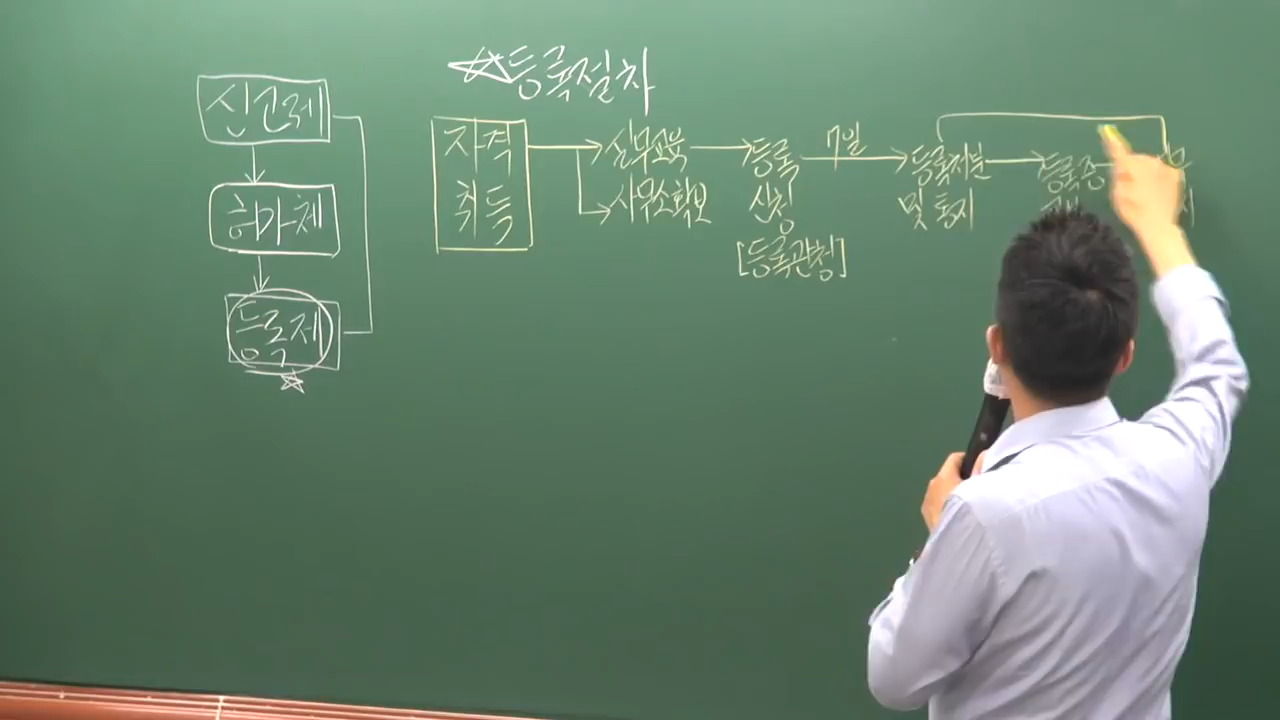 신고제
허가제
등록제
☆등록절차
자격
취득
실무교육
사무소확보
등록
신청
[등록관청]
7일
등록처분
및 통지
등록증